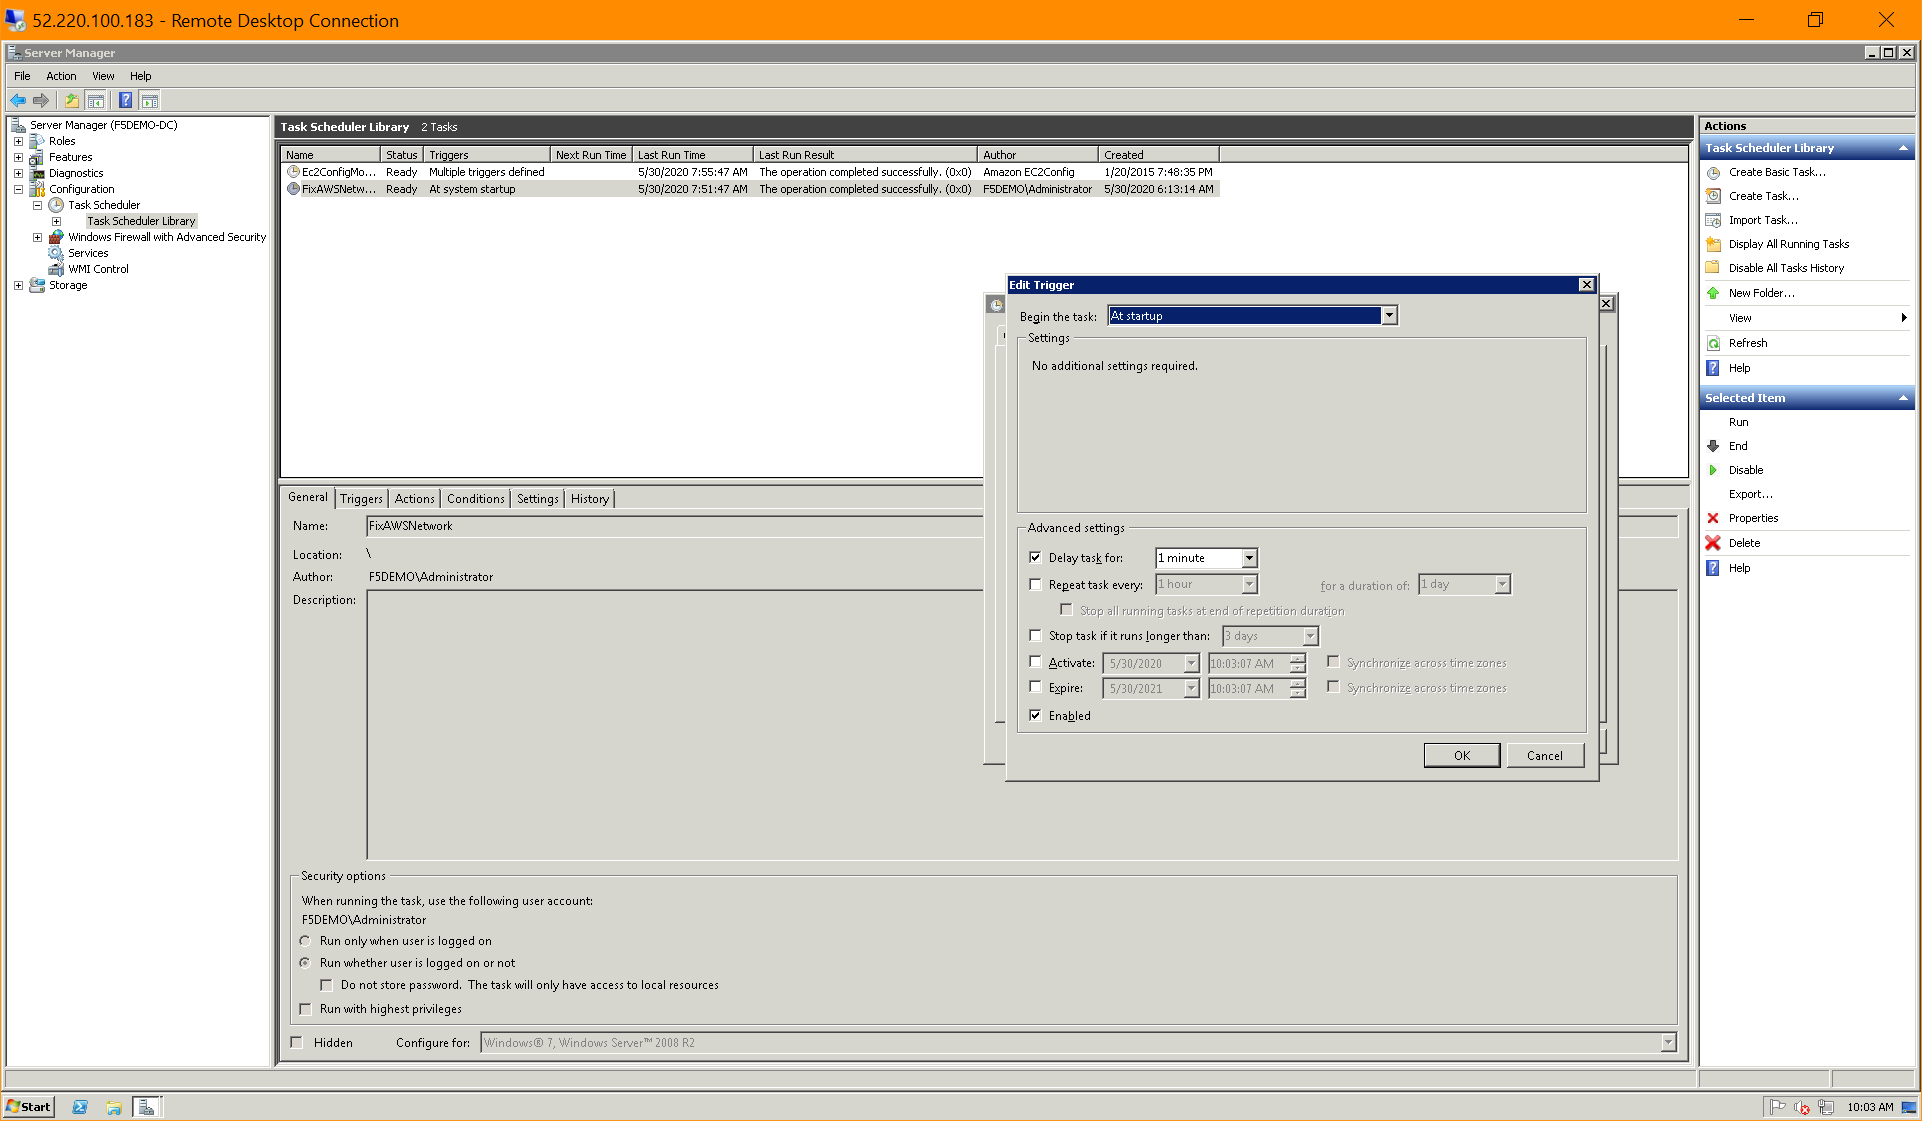 52.220.100.183 - Remote Desktop Connection
Server Manager
File Action View Help
Server Manager (F5DEMO-DC)
Roles
Features
Diagnostics
Configuration
Task Scheduler
Task Scheduler Library
Windows Firewall with Advanced Security
Services
WMI Control
Storage
Task Scheduler Library 2 Tasks
Name Status Triggers Next Run Time Last Run Time Last Run Result Author Created
Ec2ConfigMo... Ready Multiple triggers defined 5/30/2020 7:55:47 AM The operation completed successfully. (0x0) Amazon EC2Config 1/20/2015 7:48:35 PM
FixAWSNetw... Ready At system startup 5/30/2020 7:51:47 AM The operation completed successfully. (0x0) F5DEMO\Administrator 5/30/2020 6:13:14 AM
General Triggers Actions Conditions Settings History
Name: FixAWSNetwork
Location: \
Author: F5DEMO\Administrator
Description:
Security options
When running the task, use the following user account:
F5DEMO\Administrator
Run only when user is logged on
Run whether user is logged on or not
Do not store password. The task will only have access to local resources
Run with highest privileges
Hidden Configure for: Windows® 7, Windows Server™ 2008 R2
Edit Trigger
Begin the task: At startup
Settings
No additional settings required.
Advanced settings
Delay task for: 1 minute
Repeat task every: 1 hour for a duration of: 1 day
Stop all running tasks at end of repetition duration
Stop task if it runs longer than: 3 days
Activate: 5/30/2020 10:03:07 AM Synchronize across time zones
Expire: 5/30/2021 10:03:07 AM Synchronize across time zones
Enabled
OK Cancel
Actions
Task Scheduler Library
Create Basic Task...
Create Task...
Import Task...
Display All Running Tasks
Disable All Tasks History
New Folder...
View
Refresh
Help
Selected Item
Run
End
Disable
Export...
Properties
Delete
Help
Start 10:03 AM